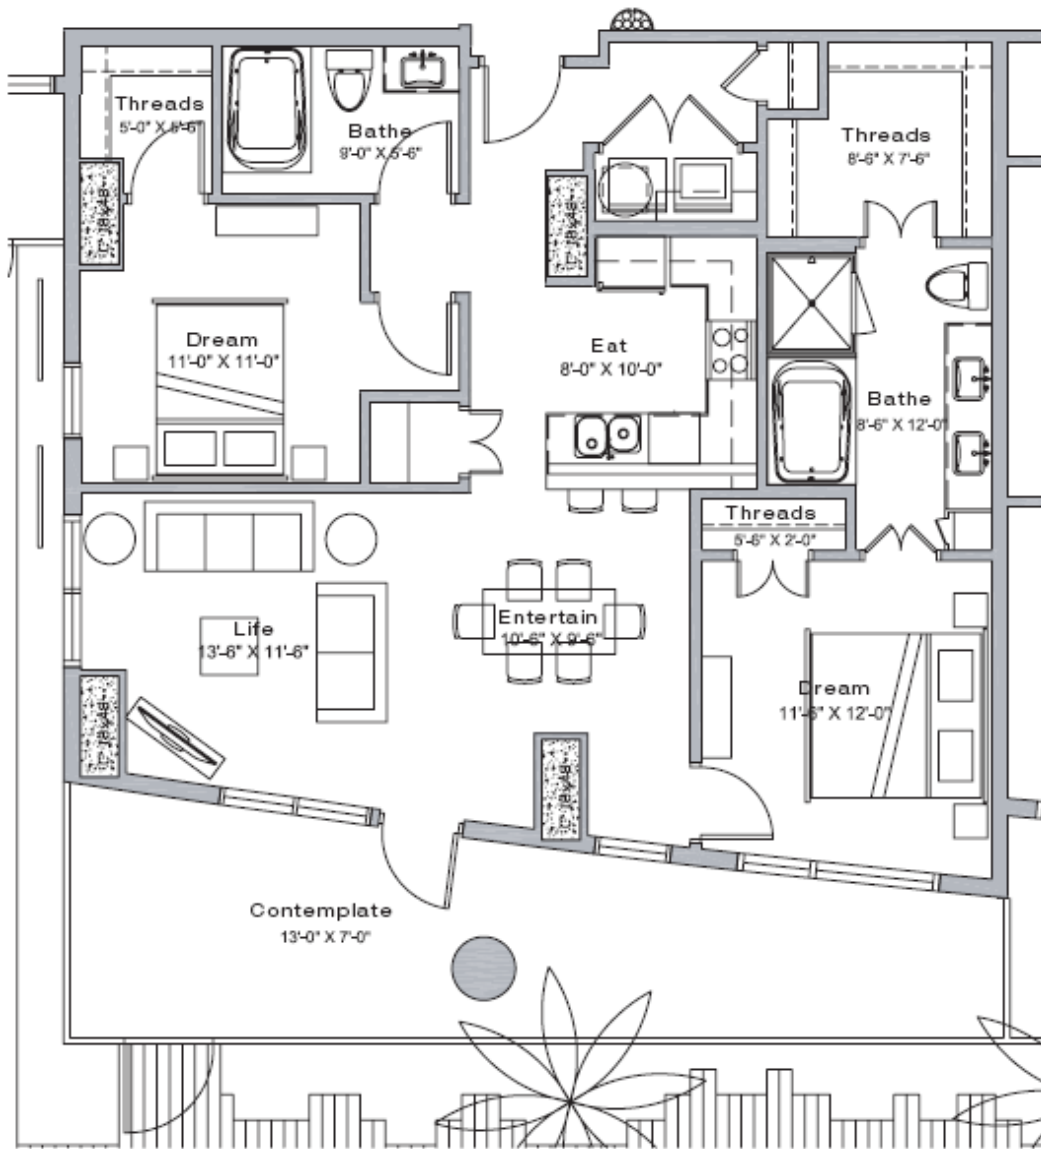 Threads
5'-0" X 5'-6"
Bathe
9'-0" X 5'-6"
Threads
8'-6" X 7'-6"
Dream
11'-0" X 11'-0"
Eat
8'-0" X 10'-0"
Bathe
8'-6" X 12'-0"
Threads
5'-6" X 2'-0"
Life
13'-6" X 11'-6"
Entertain
10'-6" X 9'-6"
Dream
11'-6" X 12'-0"
Contemplate
13'-0" X 7'-0"